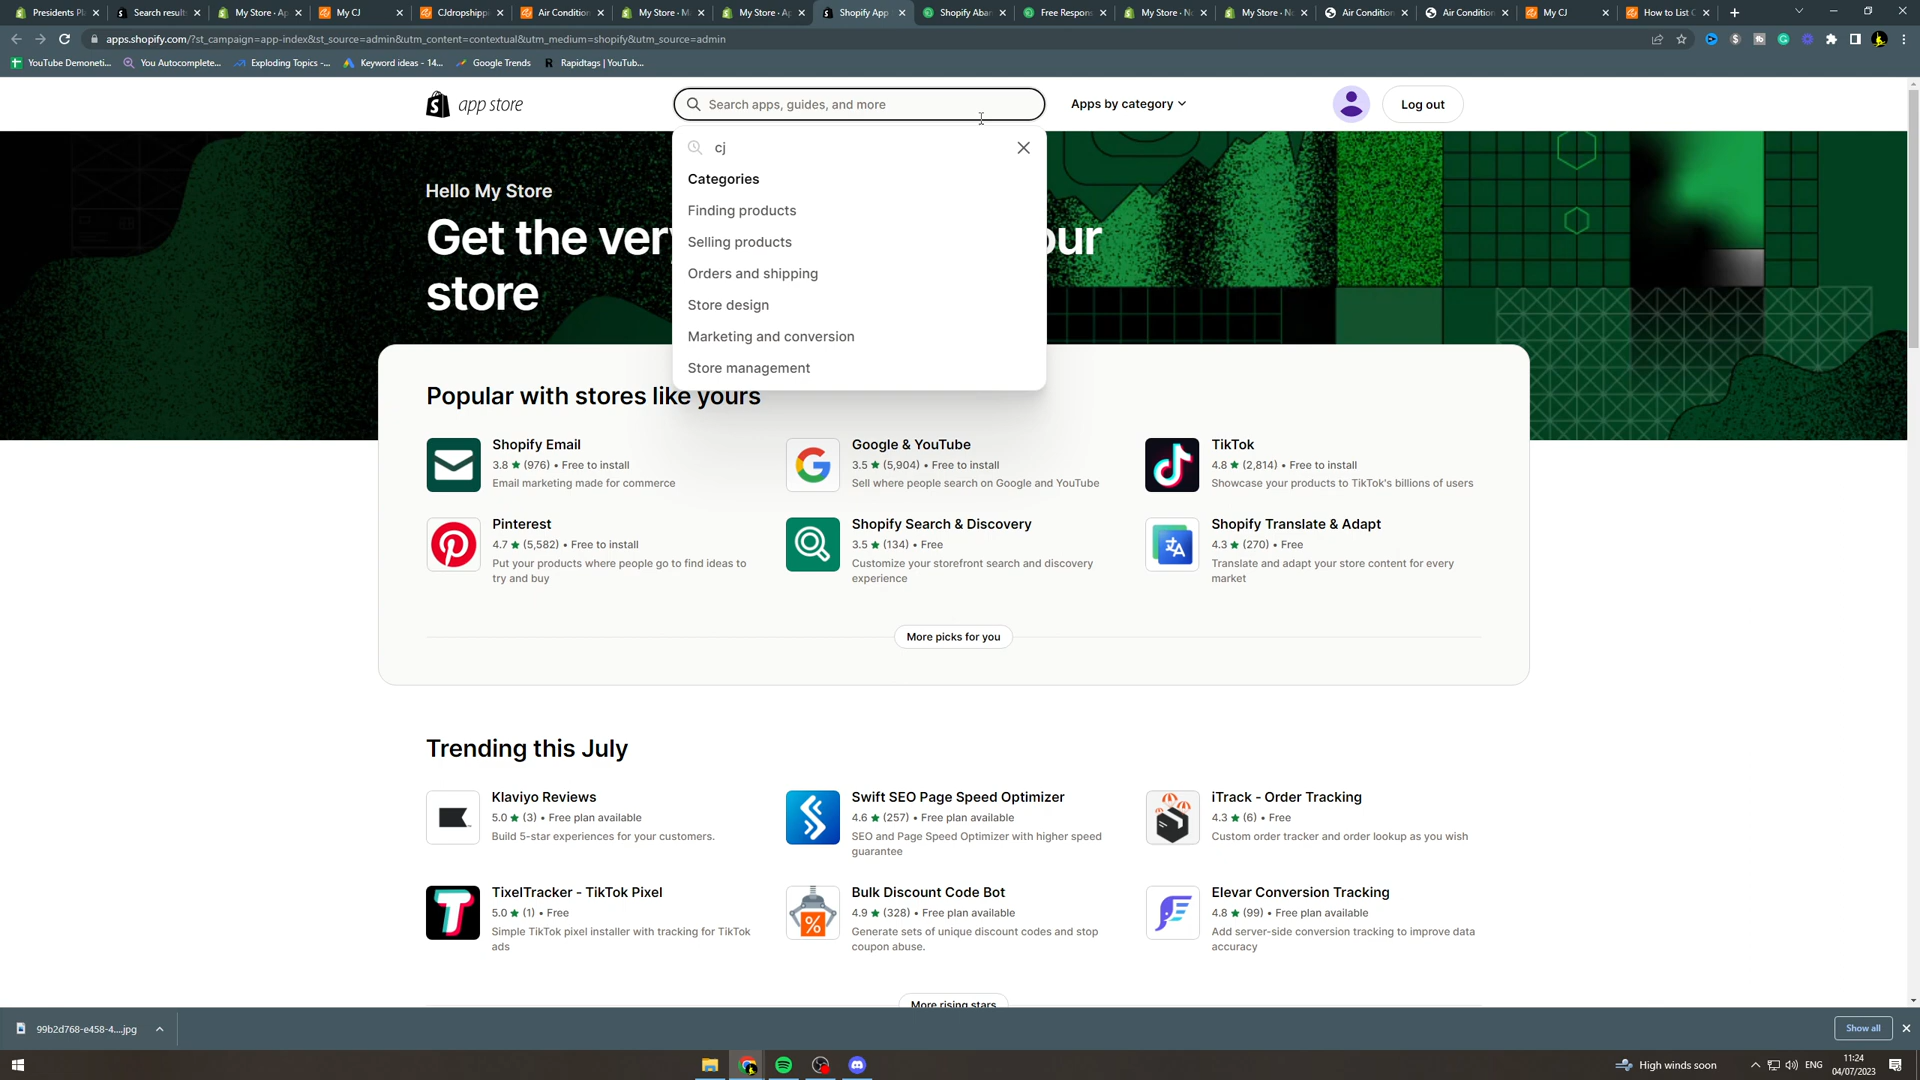 Presidents Pl
Search result
My Store · Ap
My CJ
CJdropshippi
Air Condition
My Store · M
My Store · Ap
Shopify App
Shopify Aban
Free Respon
My Store · N
My Store · N
Air Condition
Air Condition
My CJ
How to List C
apps.shopify.com/?st_campaign=app-index&st_source=admin&utm_content=contextual&utm_medium=shopify&utm_source=admin
YouTube Demoneti...
You Autocomplete...
Exploding Topics -...
Keyword ideas - 14...
Google Trends
Rapidtags | YouTub...
app store
Search apps, guides, and more
Apps by category
Log out
cj
Categories
Finding products
Selling products
Orders and shipping
Store design
Marketing and conversion
Store management
Hello My Store
Get the very our
store
Popular with stores like yours
Shopify Email
3.8 ★ (976) • Free to install
Email marketing made for commerce
Google & YouTube
3.5 ★ (5,904) • Free to install
Sell where people search on Google and YouTube
TikTok
4.8 ★ (2,814) • Free to install
Showcase your products to TikTok's billions of users
Pinterest
4.7 ★ (5,582) • Free to install
Put your products where people go to find ideas to
try and buy
Shopify Search & Discovery
3.5 ★ (134) • Free
Customize your storefront search and discovery
experience
Shopify Translate & Adapt
4.3 ★ (270) • Free
Translate and adapt your store content for every
market
More picks for you
Trending this July
Klaviyo Reviews
5.0 ★ (3) • Free plan available
Build 5-star experiences for your customers.
Swift SEO Page Speed Optimizer
4.6 ★ (257) • Free plan available
SEO and Page Speed Optimizer with higher speed
guarantee
iTrack - Order Tracking
4.3 ★ (6) • Free
Custom order tracker and order lookup as you wish
TixelTracker - TikTok Pixel
5.0 ★ (1) • Free
Simple TikTok pixel installer with tracking for TikTok
ads
Bulk Discount Code Bot
4.9 ★ (328) • Free plan available
Generate sets of unique discount codes and stop
coupon abuse.
Elevar Conversion Tracking
4.8 ★ (99) • Free plan available
Add server-side conversion tracking to improve data
accuracy
More rising stars
99b2d768-e458-4....jpg
Show all
High winds soon
ENG
11:24
04/07/2023